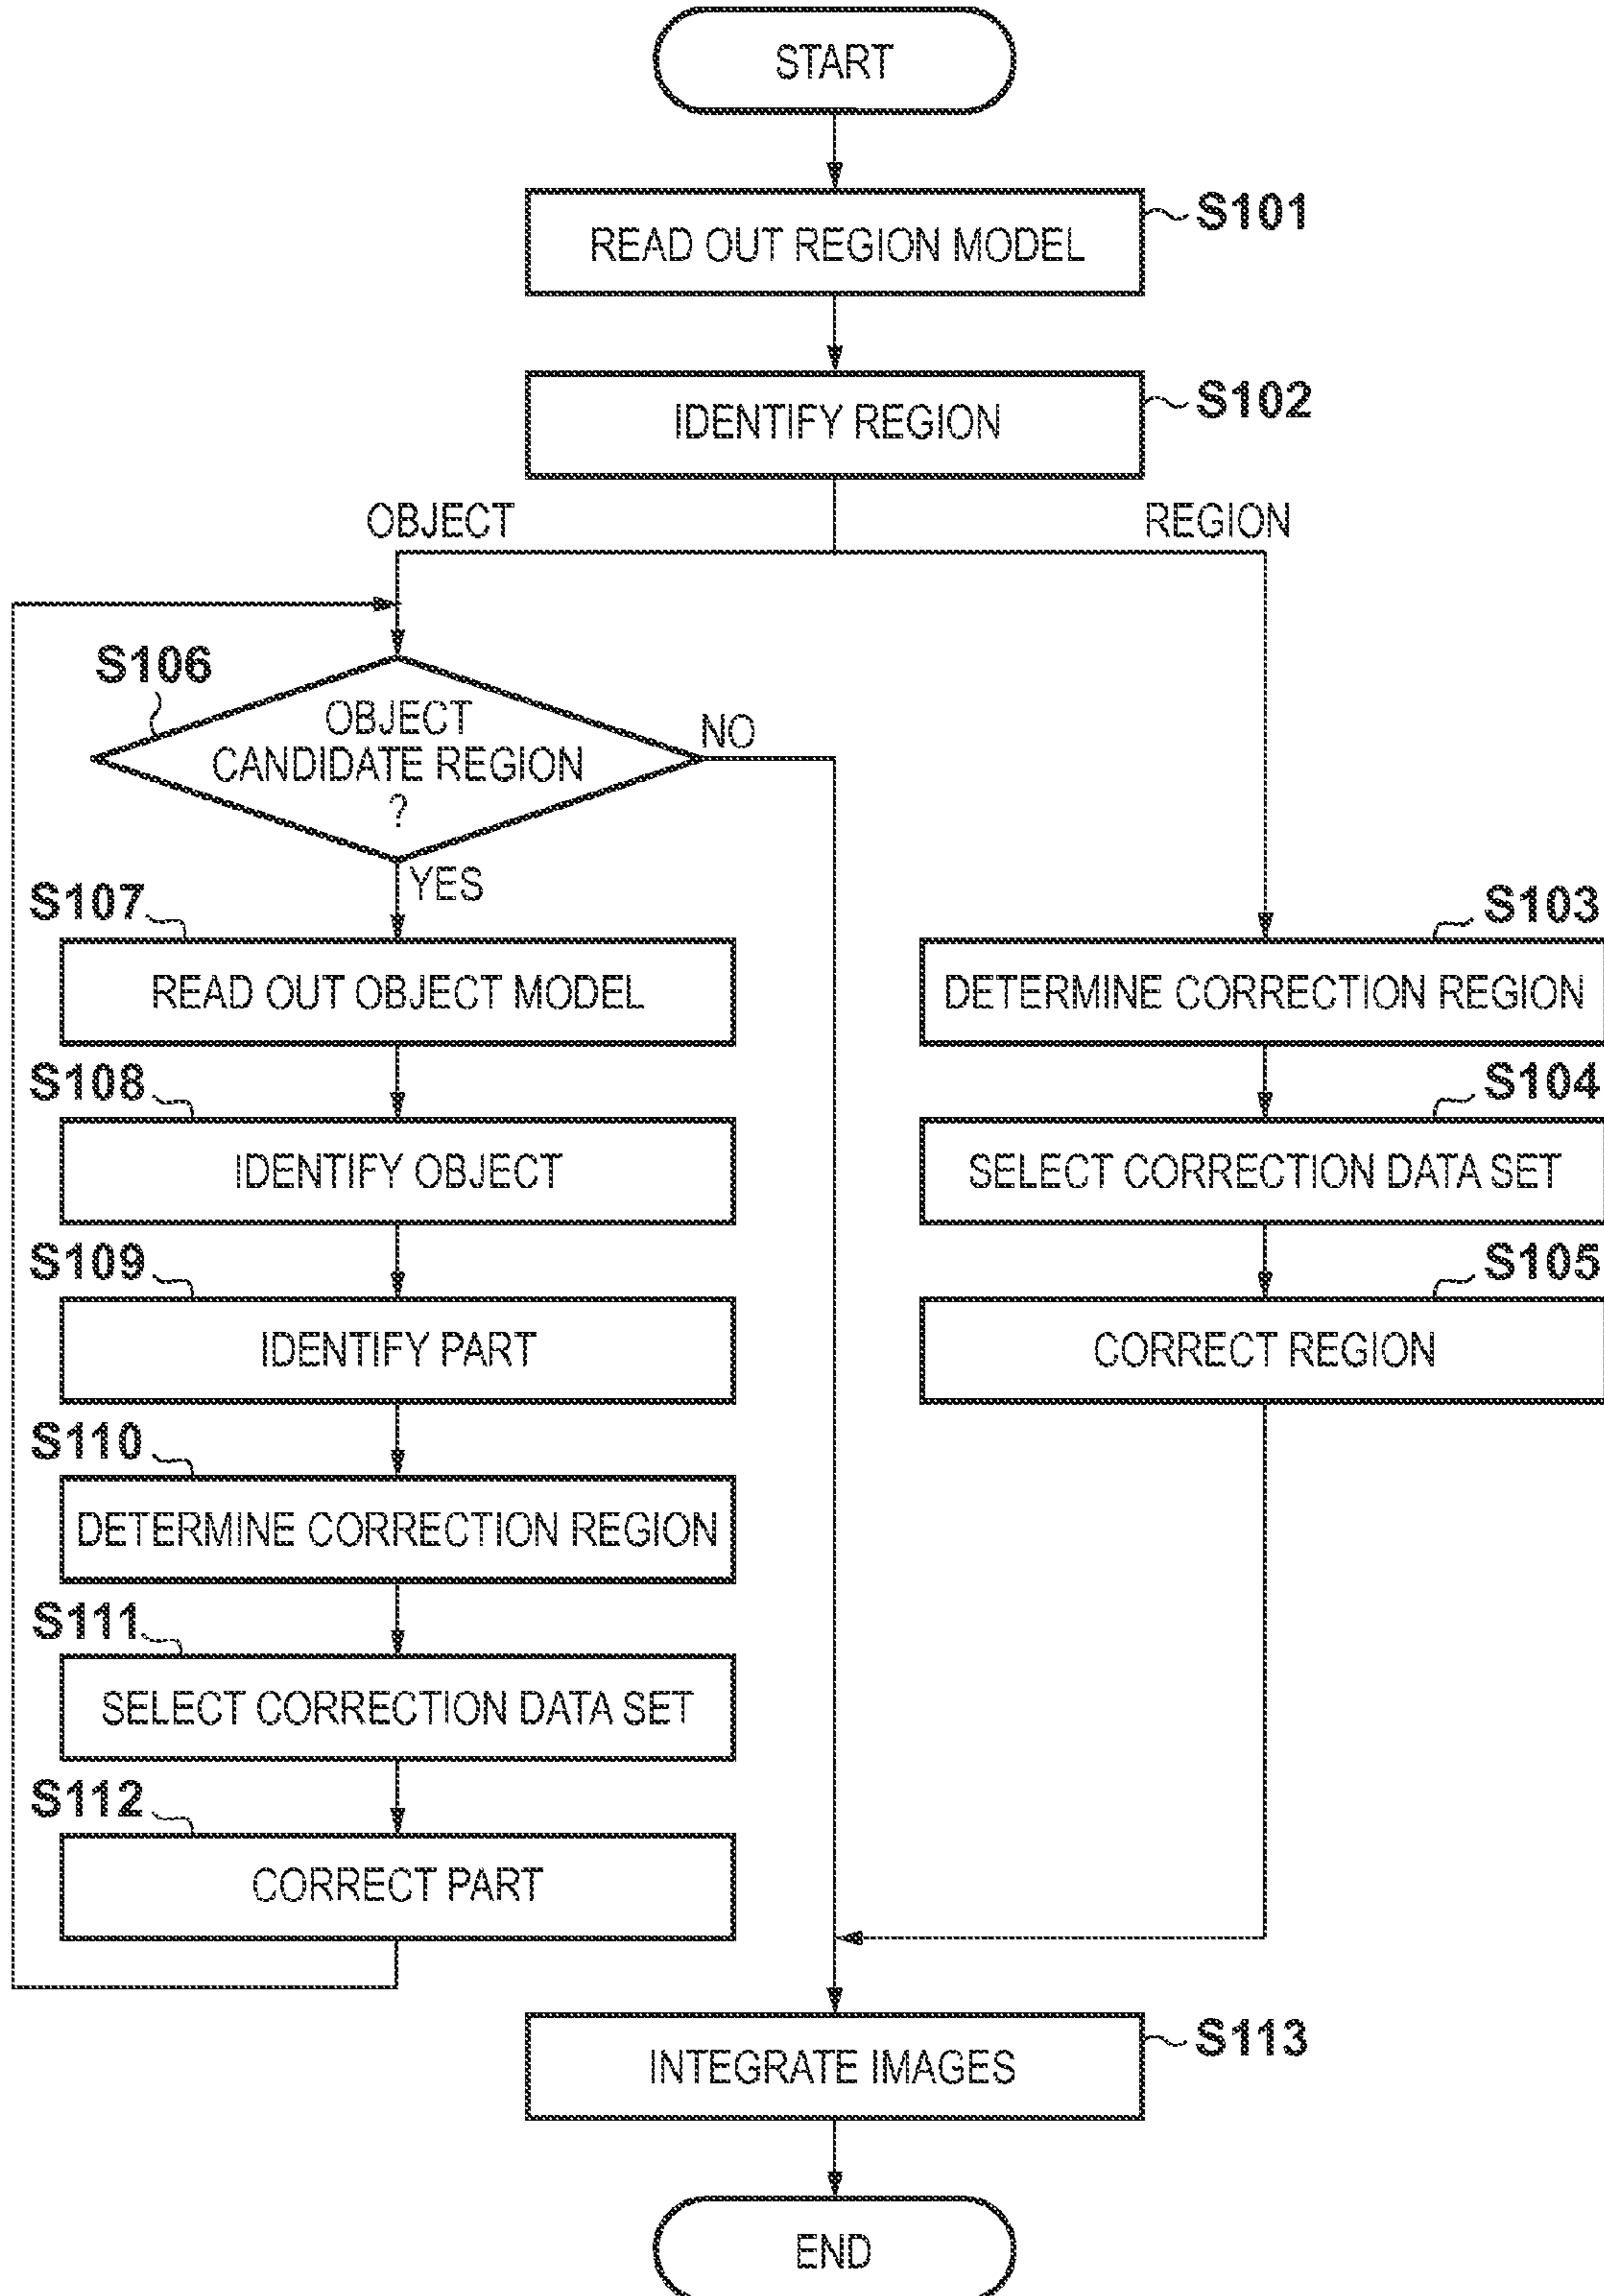 START
READ OUT REGION MODEL
S101
IDENTIFY REGION
S102
OBJECT
REGION
S106
OBJECT
CANDIDATE REGION
?
NO
YES
S107
READ OUT OBJECT MODEL
S108
IDENTIFY OBJECT
S109
IDENTIFY PART
S110
DETERMINE CORRECTION REGION
S111
SELECT CORRECTION DATA SET
S112
CORRECT PART
S103
DETERMINE CORRECTION REGION
S104
SELECT CORRECTION DATA SET
S105
CORRECT REGION
INTEGRATE IMAGES
S113
END